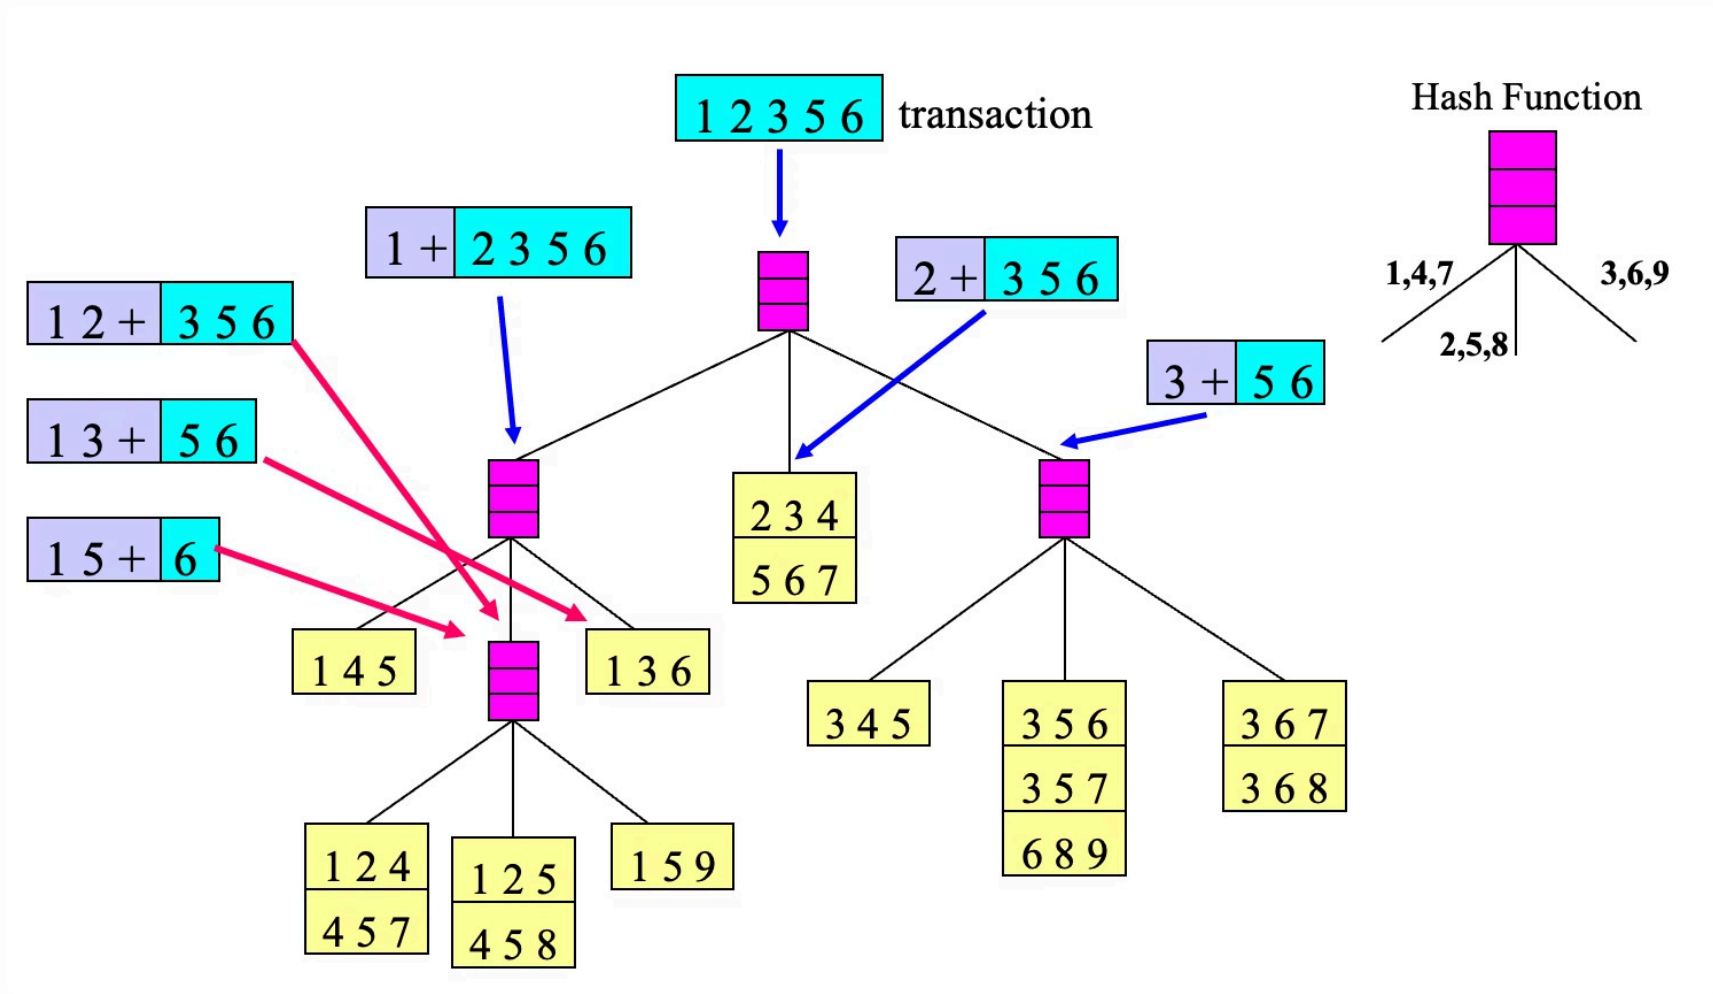 Hash Function
1 2 3 5 6 transaction
1 + 2 3 5 6
2 + 3 5 6
1,4,7
3,6,9
2,5,8
1 2 + 3 5 6
3 + 5 6
1 3 + 5 6
1 5 + 6
2 3 4
5 6 7
1 4 5
1 3 6
3 4 5
3 5 6
3 5 7
6 8 9
3 6 7
3 6 8
1 2 4
4 5 7
1 2 5
4 5 8
1 5 9